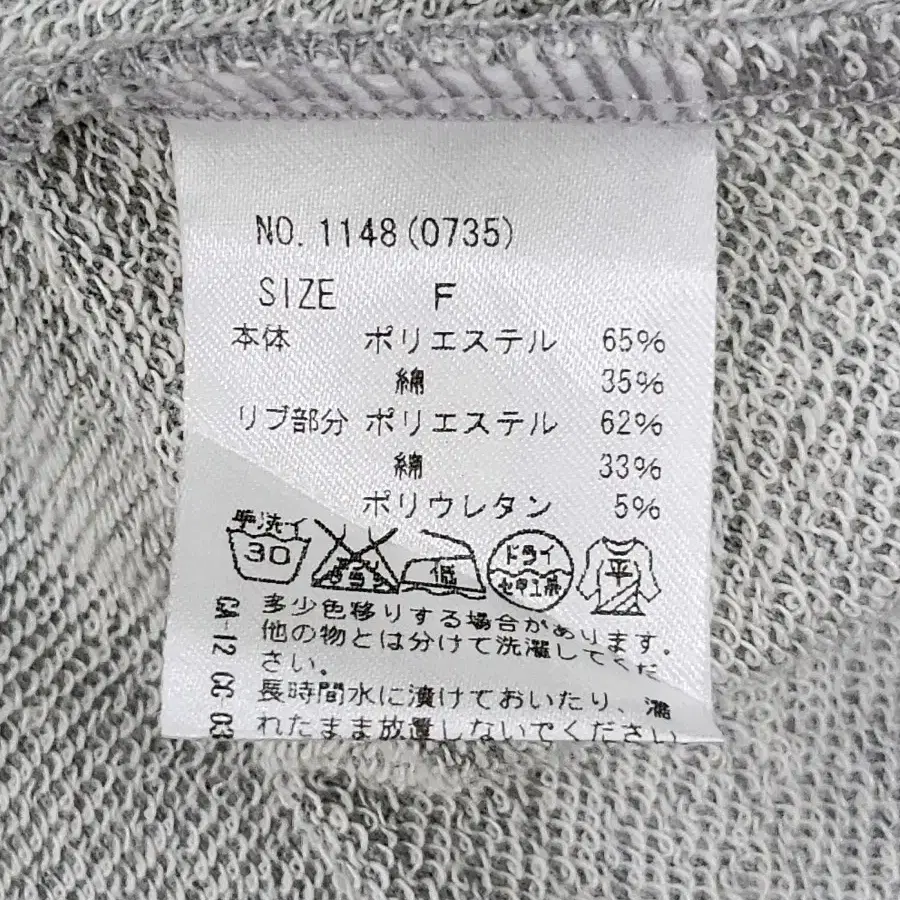 NO. 1148(0735)
SIZE F
本体 ポリエステル 65%
綿 35%
リブ部分 ポリエステル 62%
綿 33%
ポリウレタン 5%
手洗イ 30
低
ドライ
セキユ系
平
多少色移りする場合があります。
他の物とは分けて洗濯してくだ
さい。
長時間水に漬けておいたり、濡
れたまま放置しないでください